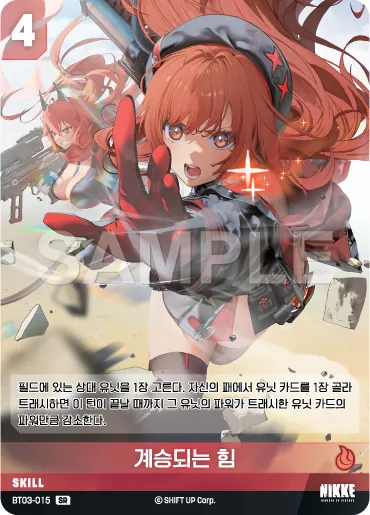 4
SAMPLE
필드에 있는 상대 유닛을 1장 고른다. 자신의 패에서 유닛 카드를 1장 골라
트래시하면 이 턴이 끝날 때까지 그 유닛의 파워가 트래시한 유닛 카드의
파워만큼 감소한다.
계승되는 힘
SKILL
BT03-015 SR
© SHIFT UP Corp.
NIKKE